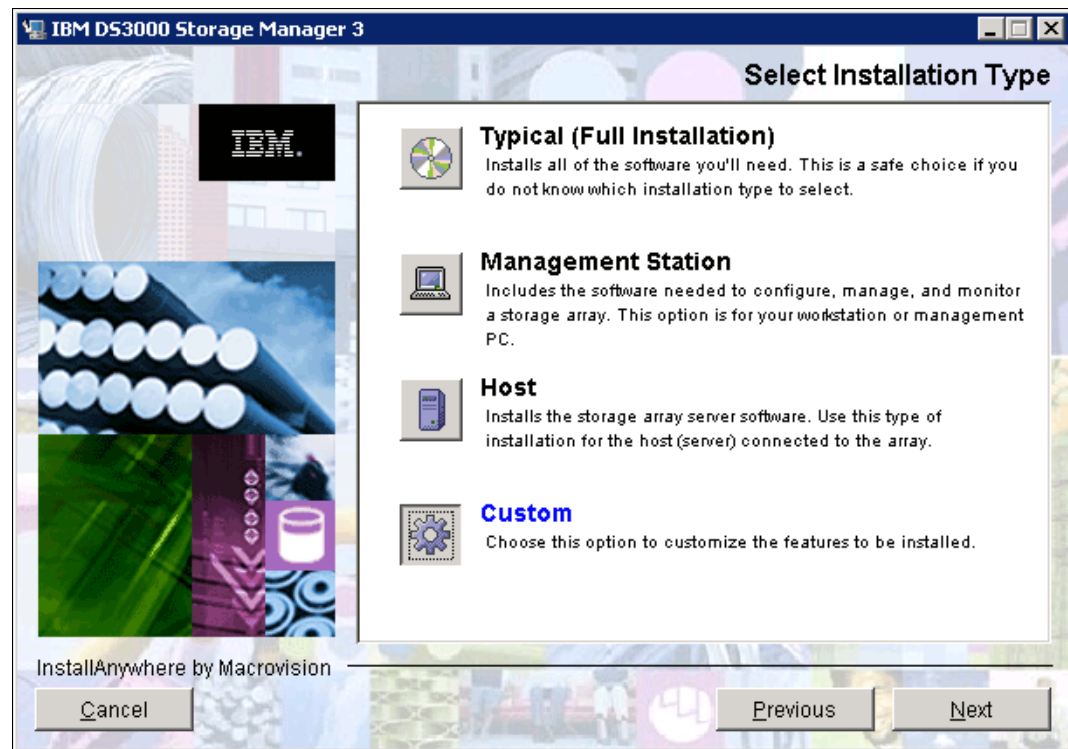 IBM DS3000 Storage Manager 3
Select Installation Type
IBM.
Typical (Full Installation)
Installs all of the software you'll need. This is a safe choice if you
do not know which installation type to select.
Management Station
Includes the software needed to configure, manage, and monitor
a storage array. This option is for your workstation or management
PC.
Host
Installs the storage array server software. Use this type of
installation for the host (server) connected to the array.
Custom
Choose this option to customize the features to be installed.
InstallAnywhere by Macrovision
Cancel
Previous
Next